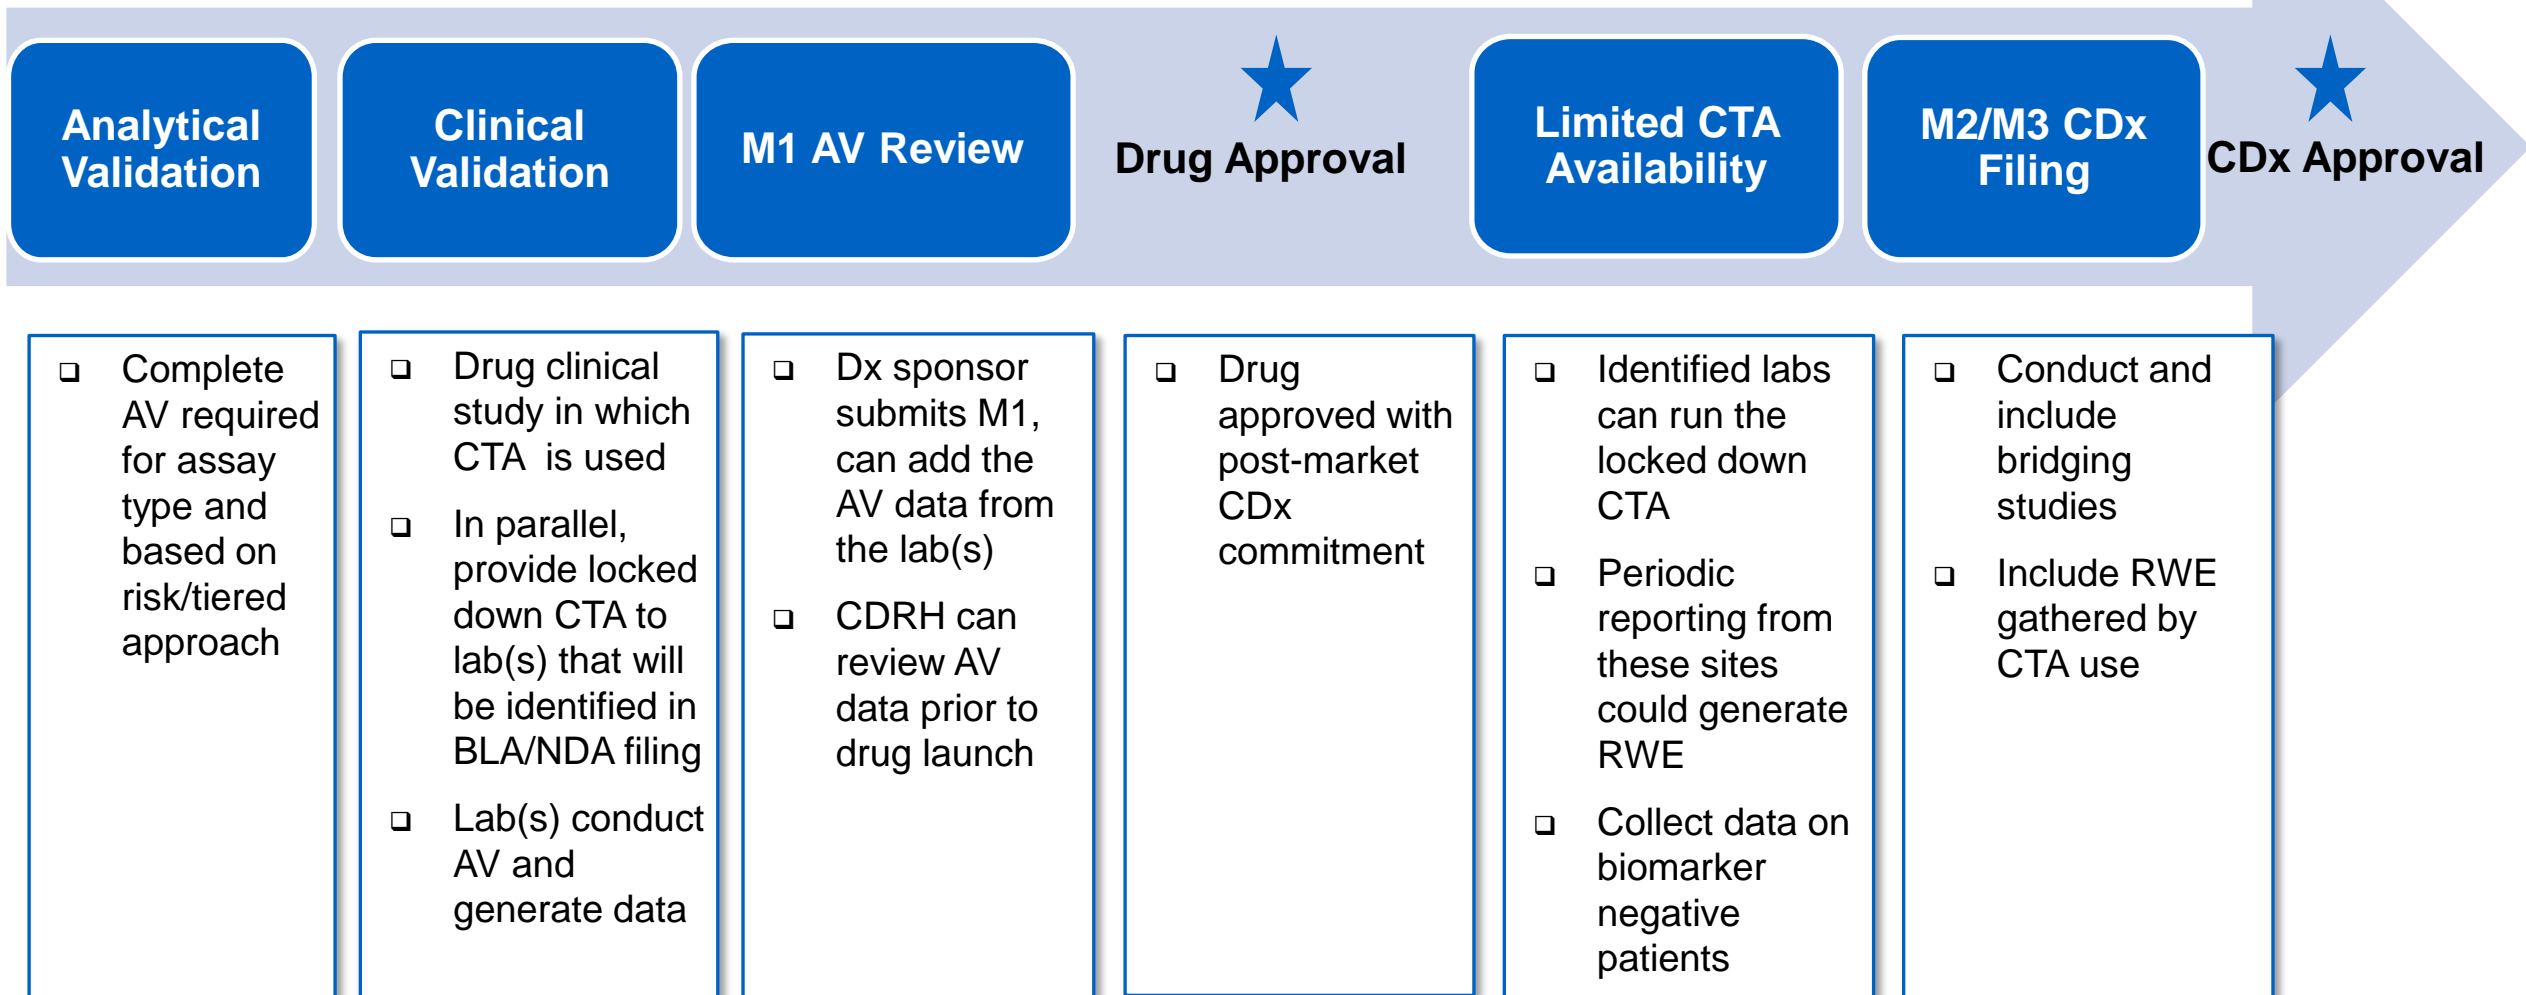 Analytical
Validation
Clinical
Validation
M1 AV Review
Drug Approval
Limited CTA
Availability
M2/M3 CDx
Filing
CDx Approval
❑ Complete
AV required
for assay
type and
based on
risk/tiered
approach
❑ Drug clinical
study in which
CTA is used
❑ In parallel,
provide locked
down CTA to
lab(s) that will
be identified in
BLA/NDA filing
❑ Lab(s) conduct
AV and
generate data
❑ Dx sponsor
submits M1,
can add the
AV data from
the lab(s)
❑ CDRH can
review AV
data prior to
drug launch
❑ Drug
approved with
post-market
CDx
commitment
❑ Identified labs
can run the
locked down
CTA
❑ Periodic
reporting from
these sites
could generate
RWE
❑ Collect data on
biomarker
negative
patients
❑ Conduct and
include
bridging
studies
❑ Include RWE
gathered by
CTA use